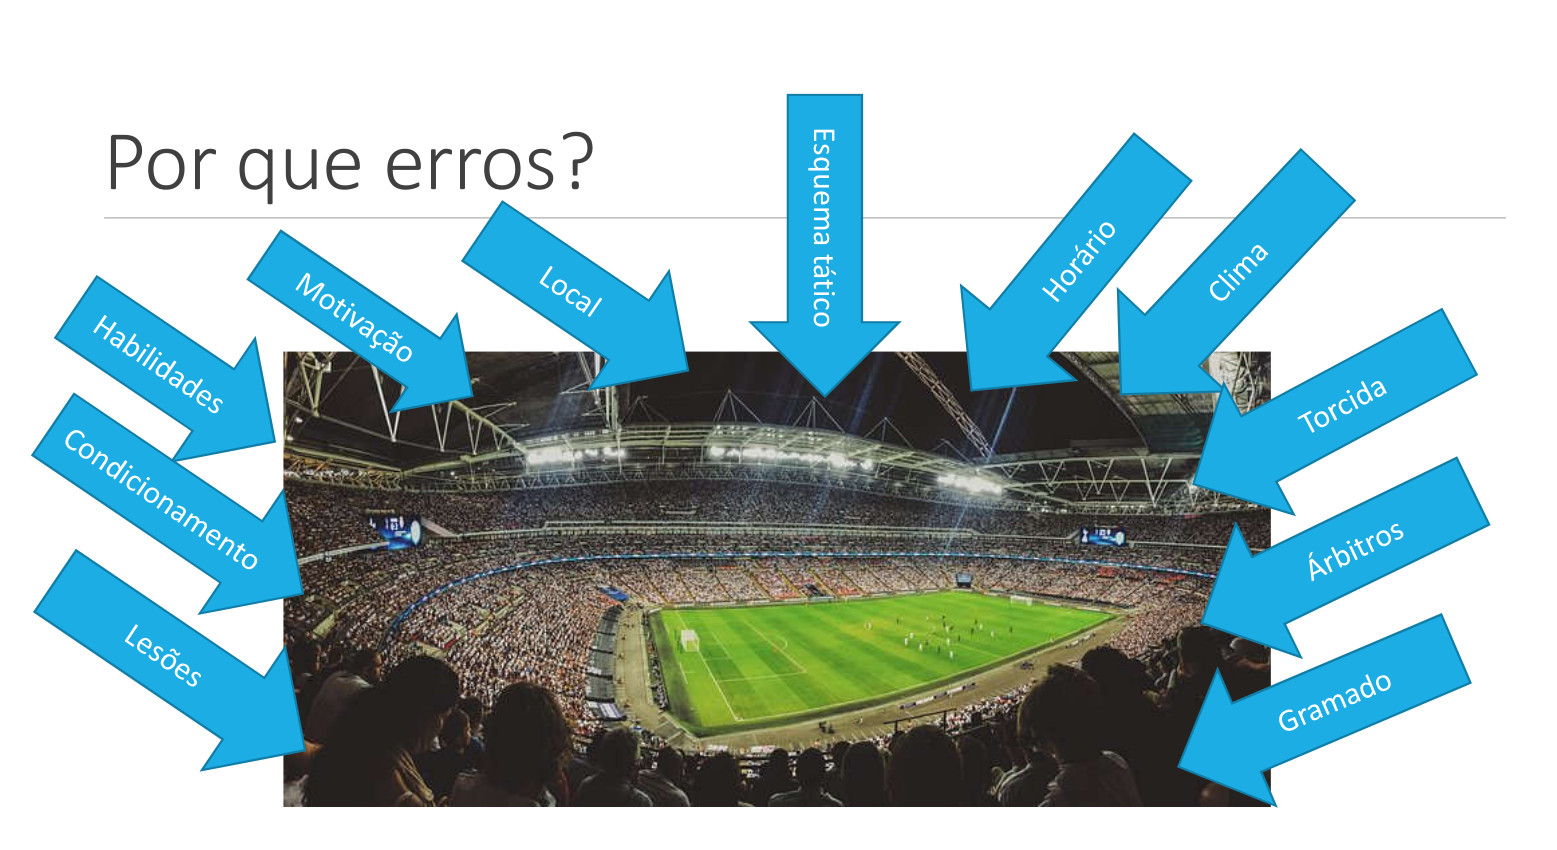 Por que erros?
Esquema tático
Horário
Clima
Local
Motivação
Habilidades
Condicionamento
Lesões
Torcida
Árbitros
Gramado